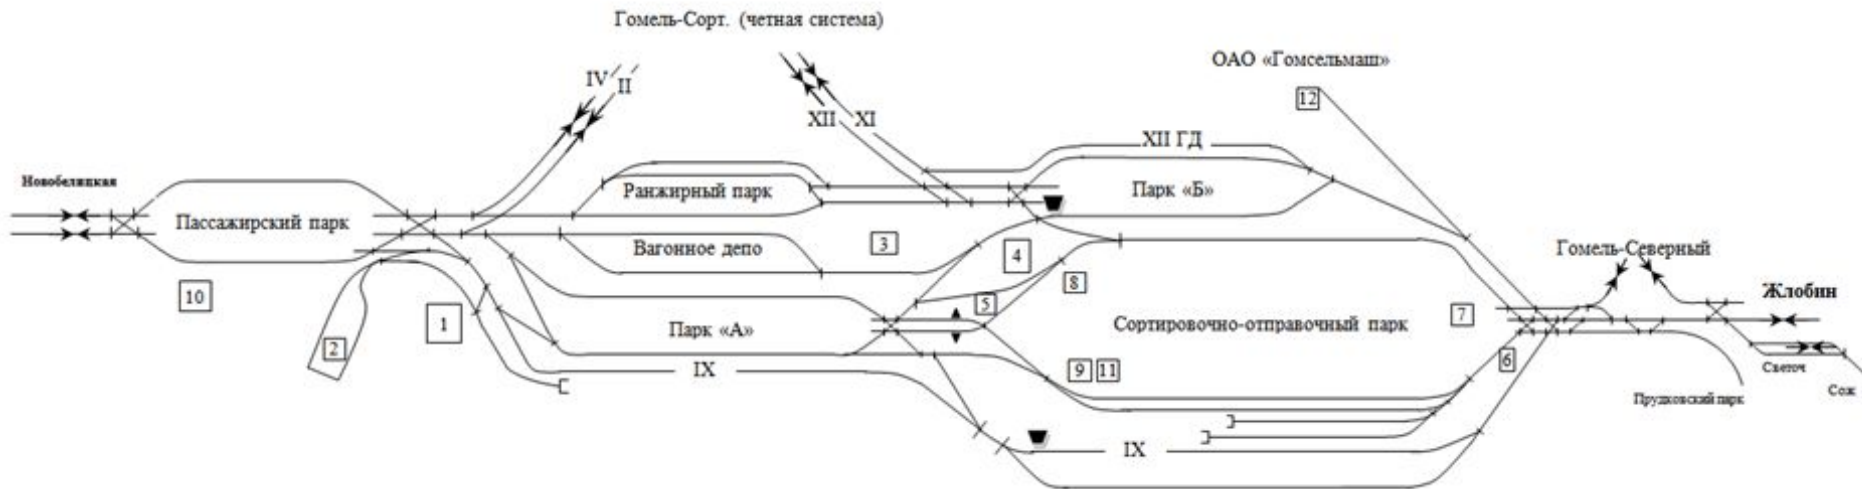 Гомель-Сорт. (четная система)
ОАО «Гомсельмаш»
IV
II
12
XII
XI
XII ГД
Новобелицкая
Ранжирный парк
Парк «Б»
Пассажирский парк
3
4
Вагонное депо
Гомель-Северный
8
Жлобин
10
5
1
Парк «А»
Сортировочно-отправочный парк
7
2
6
IX
9
11
Светоч
Сож
Прудковский парк
IX